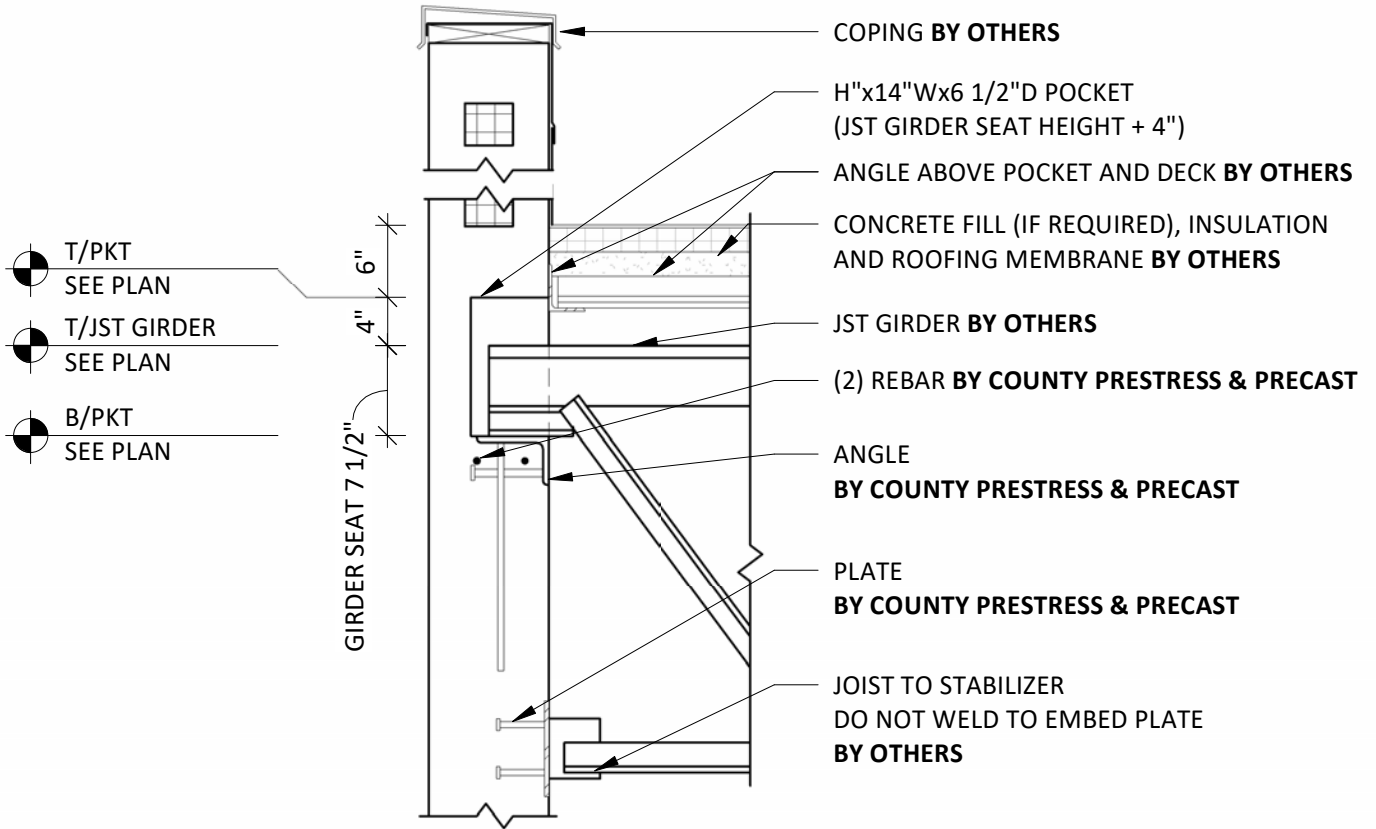 COPING BY OTHERS
H"x14"Wx6 1/2"D POCKET
(JST GIRDER SEAT HEIGHT + 4")
ANGLE ABOVE POCKET AND DECK BY OTHERS
CONCRETE FILL (IF REQUIRED), INSULATION
AND ROOFING MEMBRANE BY OTHERS
JST GIRDER BY OTHERS
(2) REBAR BY COUNTY PRESTRESS & PRECAST
ANGLE
BY COUNTY PRESTRESS & PRECAST
PLATE
BY COUNTY PRESTRESS & PRECAST
JOIST TO STABILIZER
DO NOT WELD TO EMBED PLATE
BY OTHERS
T/PKT
SEE PLAN
T/JST GIRDER
SEE PLAN
B/PKT
SEE PLAN
6"
4"
GIRDER SEAT 7 1/2"